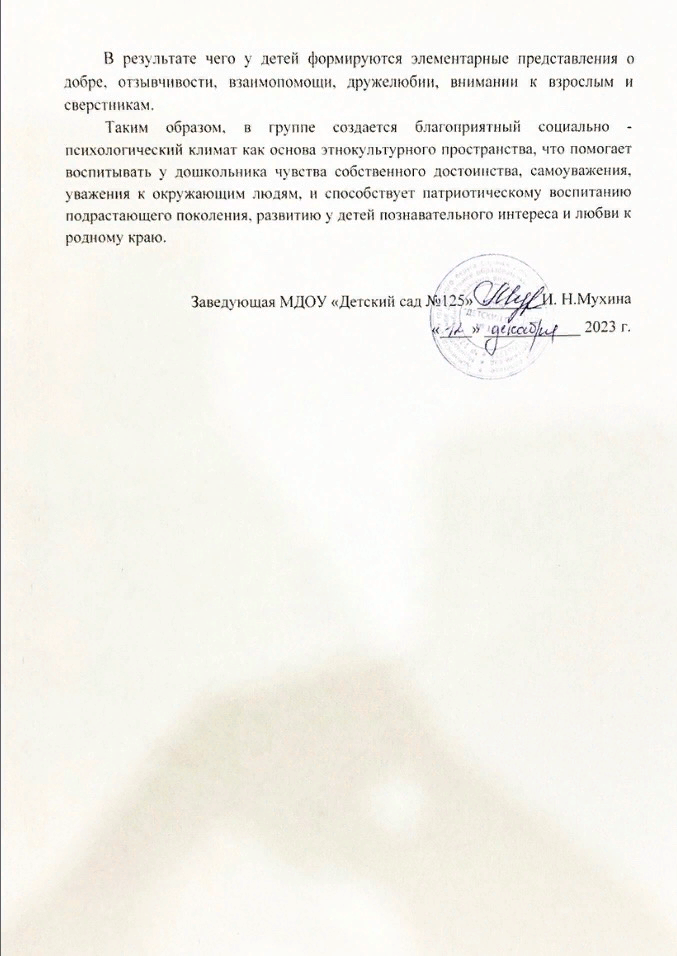 В результате чего у детей формируются элементарные представления о
добре, отзывчивости, взаимопомощи, дружелюбии, внимании к взрослым и
сверстникам.
Таким образом, в группе создается благоприятный социально -
психологический климат как основа этнокультурного пространства, что помогает
воспитывать у дошкольника чувства собственного достоинства, самоуважения,
уважения к окружающим людям, и способствует патриотическому воспитанию
подрастающего поколения, развитию у детей познавательного интереса и любви к
родному краю.
Заведующая МДОУ «Детский сад №125» И. Н.Мухина
«12» декабря 2023 г.